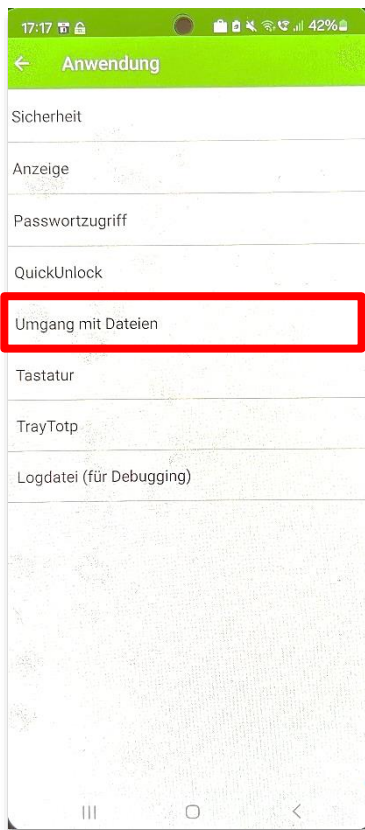 17:17 42%
Anwendung
Sicherheit
Anzeige
Passwortzugriff
QuickUnlock
Umgang mit Dateien
Tastatur
TrayTotp
Logdatei (für Debugging)